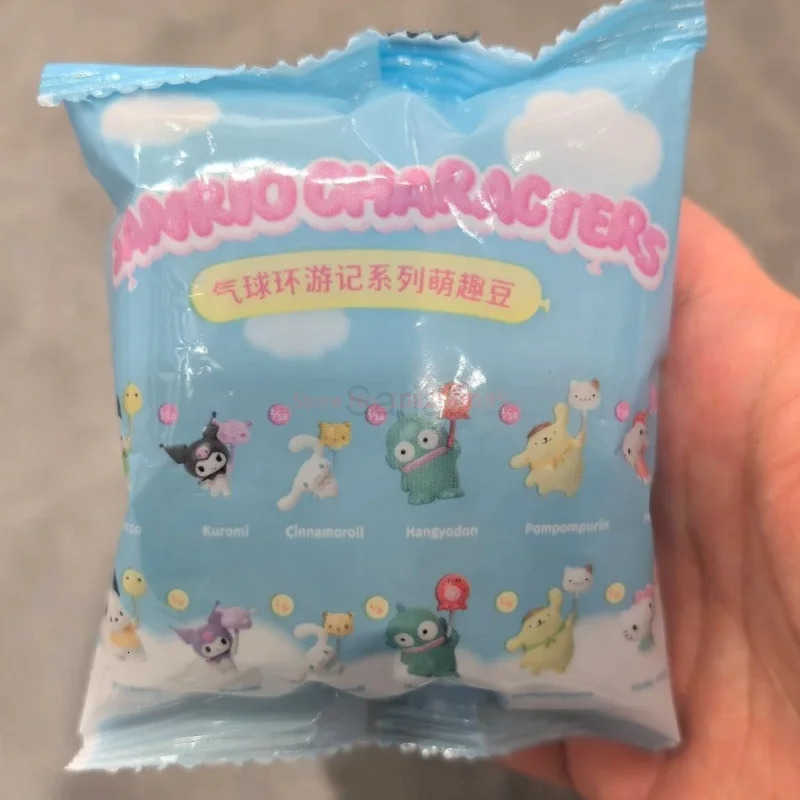 SANRIO CHARACTERS
气球环游记系列萌趣豆
Kuromi
Cinnamoroll
Hangyodon
Pompompurin